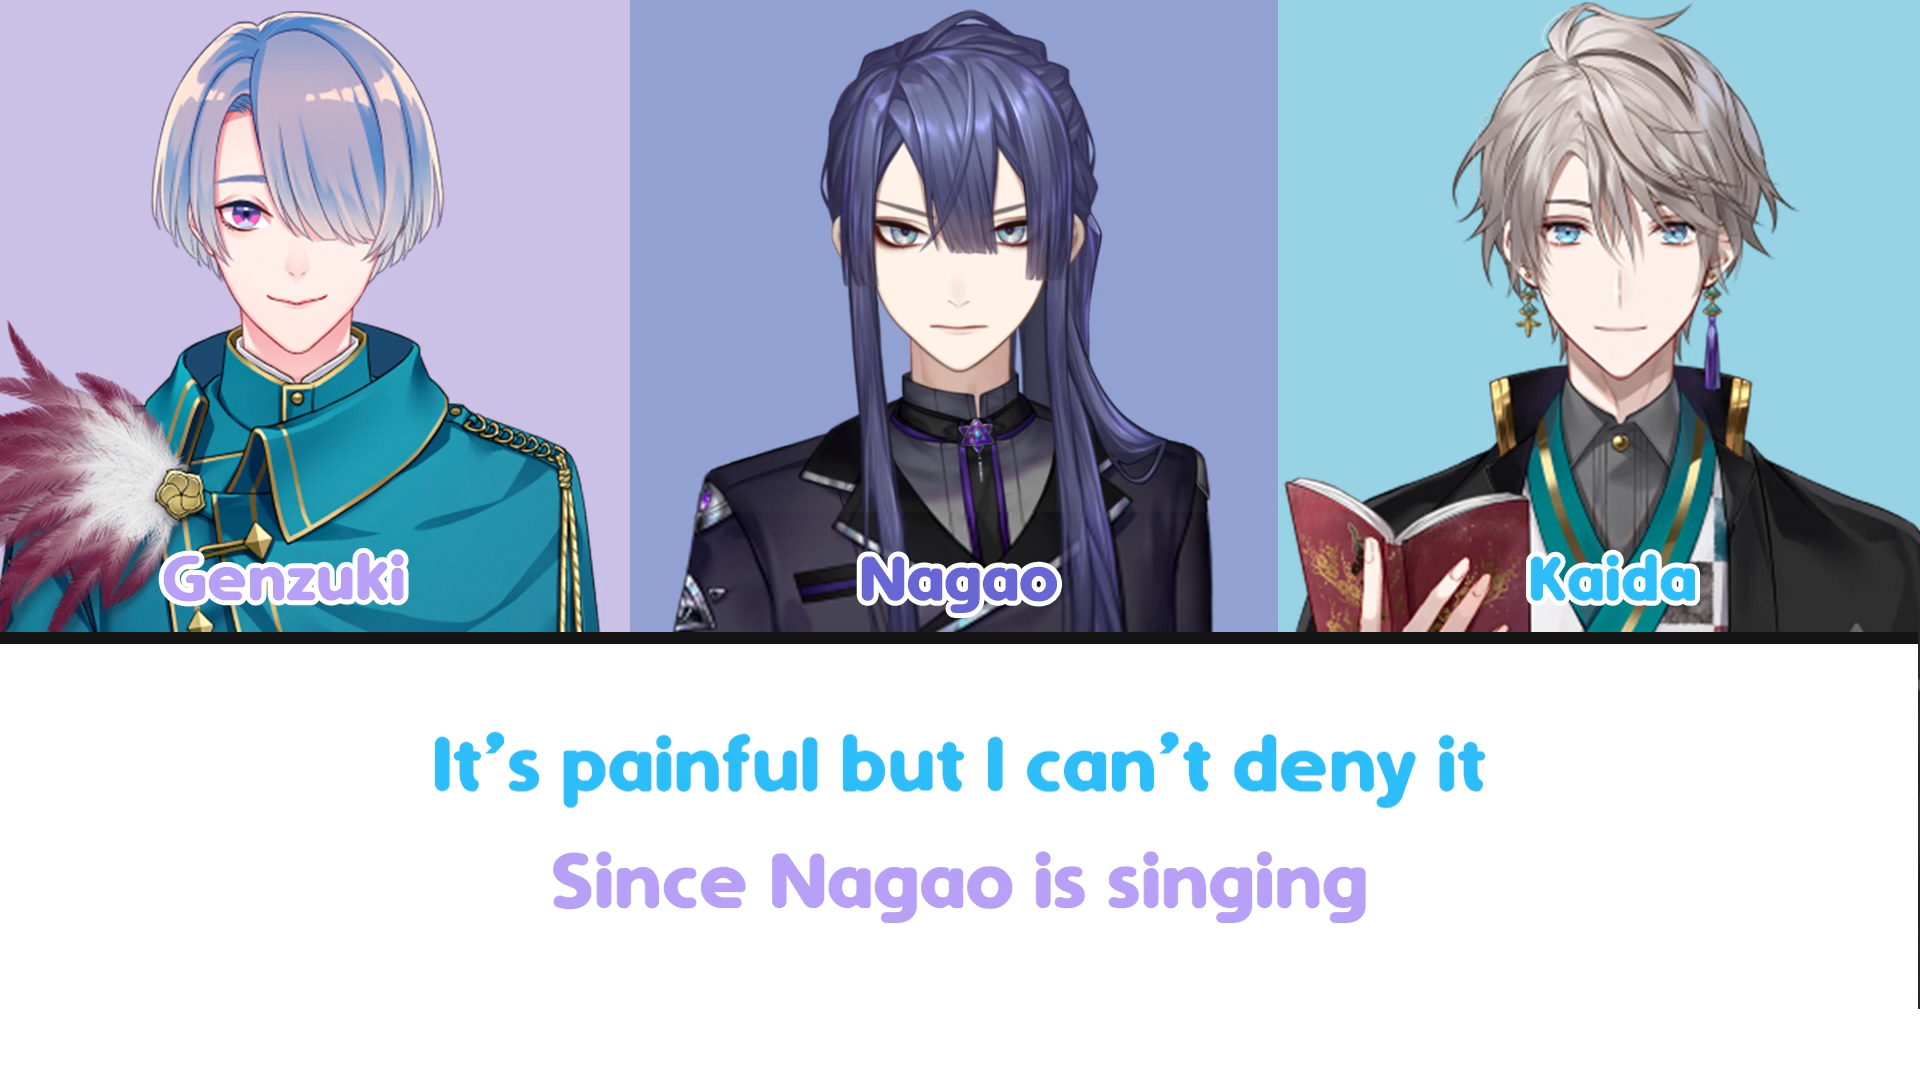 Genzuki
Nagao
Kaida
It’s painful but I can’t deny it
Since Nagao is singing